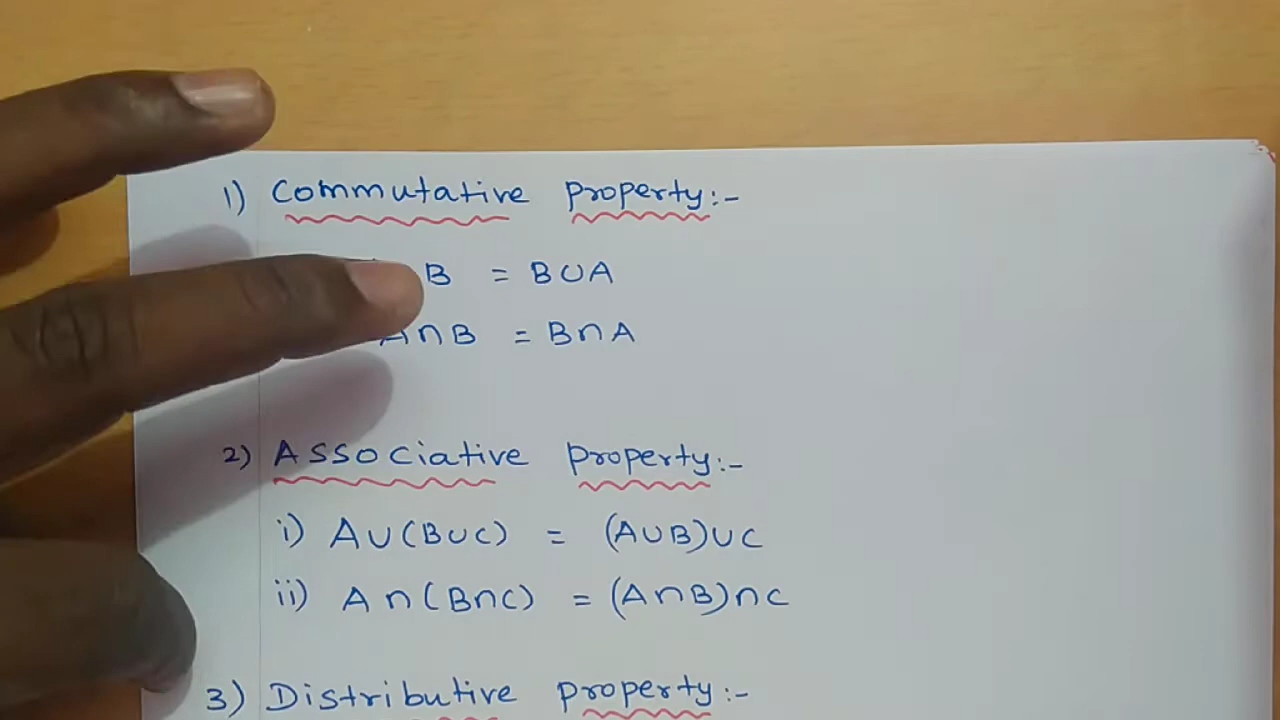 1) Commutative property:-
B = B∪A
A∩B = B∩A
2) Associative property:-
i) A∪(B∪C) = (A∪B)∪C
ii) A∩(B∩C) = (A∩B)∩C
3) Distributive property:-